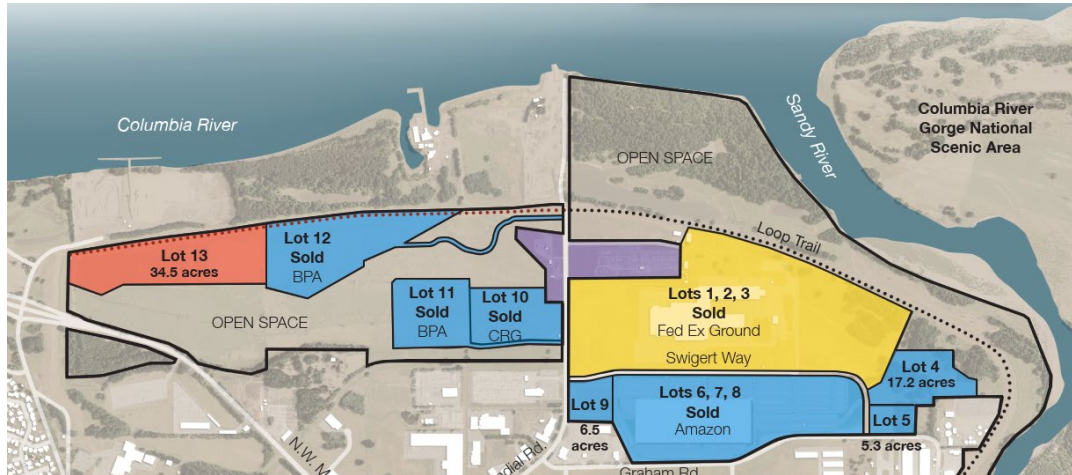 Columbia River
Sandy River
Columbia River
Gorge National
Scenic Area
OPEN SPACE
Loop Trail
Lot 13
34.5 acres
Lot 12
Sold
BPA
Lot 11
Sold
BPA
Lot 10
Sold
CRG
OPEN SPACE
Lots 1, 2, 3
Sold
Fed Ex Ground
Swigert Way
Lot 4
17.2 acres
Lot 9
6.5
acres
Lots 6, 7, 8
Sold
Amazon
Lot 5
5.3 acres
N.W. M
dial Rd.
Graham Rd